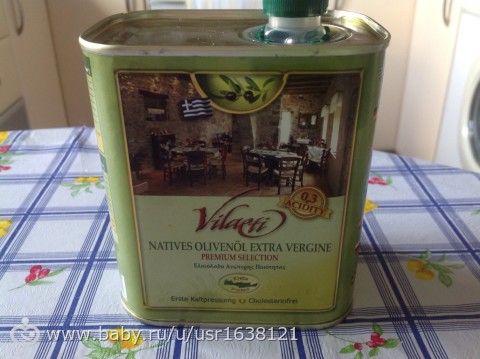 Vilaeti
0,3
ACIDITY
NATIVES OLIVENÖL EXTRA VERGINE
PREMIUM SELECTION
Ελαιόλαδο Ανώτερης Ποιότητας
Erste Kaltpressung Cholesterinfrei
www.baby.ru/u/usr1638121